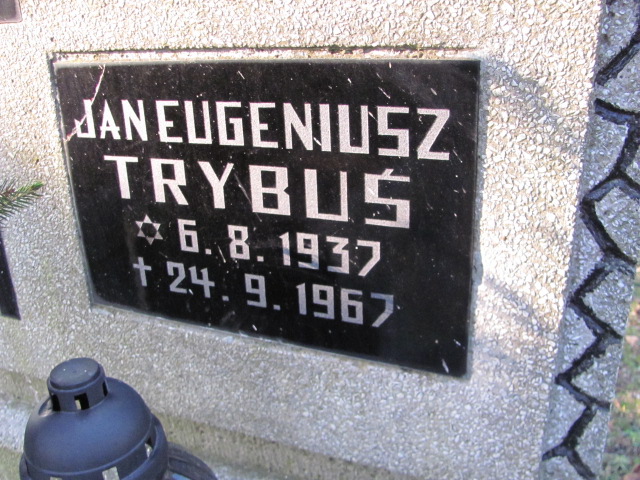 JAN EUGENIUSZ
TRYBUŚ
✡ 6. 8. 1937
✝ 24. 9. 1967